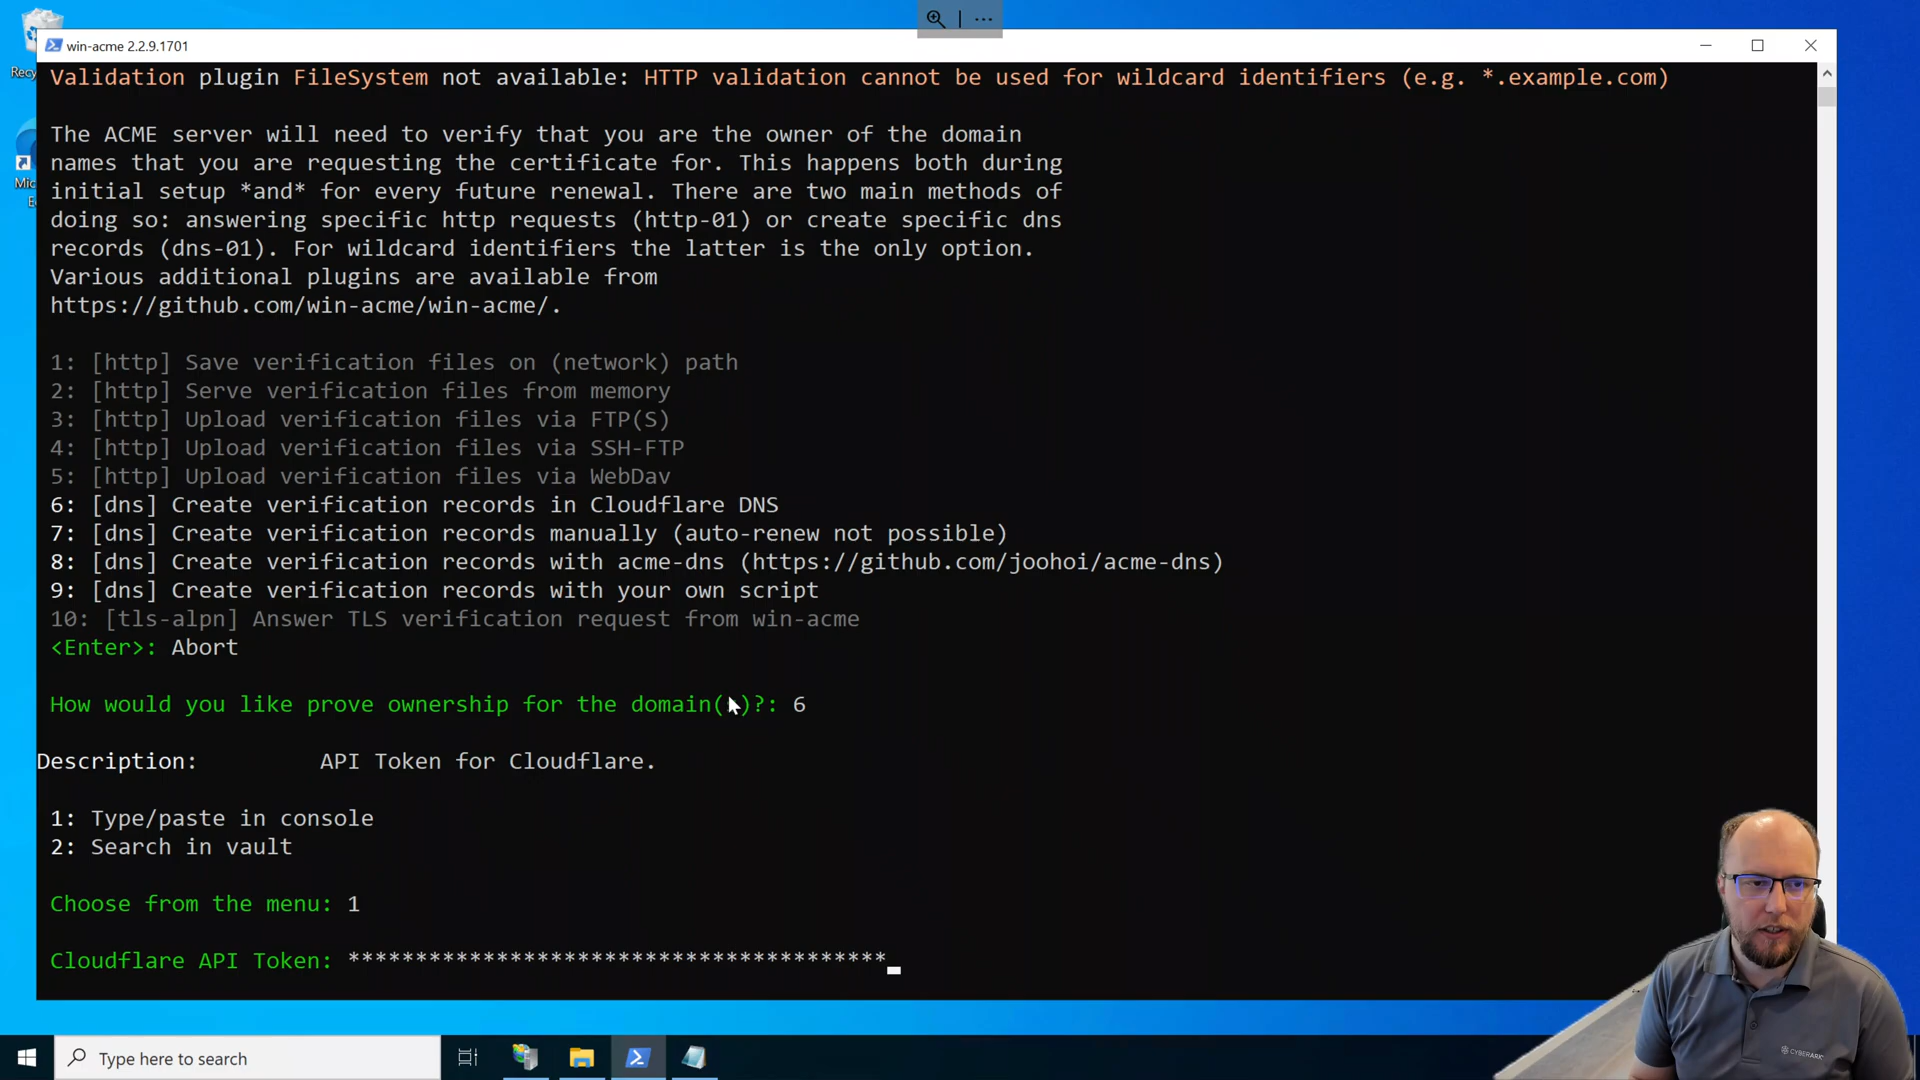 win-acme 2.2.9.1701
Validation plugin FileSystem not available: HTTP validation cannot be used for wildcard identifiers (e.g. *.example.com)
The ACME server will need to verify that you are the owner of the domain
names that you are requesting the certificate for. This happens both during
initial setup *and* for every future renewal. There are two main methods of
doing so: answering specific http requests (http-01) or create specific dns
records (dns-01). For wildcard identifiers the latter is the only option.
Various additional plugins are available from
https://github.com/win-acme/win-acme/.
1: [http] Save verification files on (network) path
2: [http] Serve verification files from memory
3: [http] Upload verification files via FTP(S)
4: [http] Upload verification files via SSH-FTP
5: [http] Upload verification files via WebDav
6: [dns] Create verification records in Cloudflare DNS
7: [dns] Create verification records manually (auto-renew not possible)
8: [dns] Create verification records with acme-dns (https://github.com/joohoi/acme-dns)
9: [dns] Create verification records with your own script
10: [tls-alpn] Answer TLS verification request from win-acme
<Enter>: Abort
How would you like prove ownership for the domain( )?: 6
Description: API Token for Cloudflare.
1: Type/paste in console
2: Search in vault
Choose from the menu: 1
Cloudflare API Token: ****************************************
Type here to search
CYBERARK